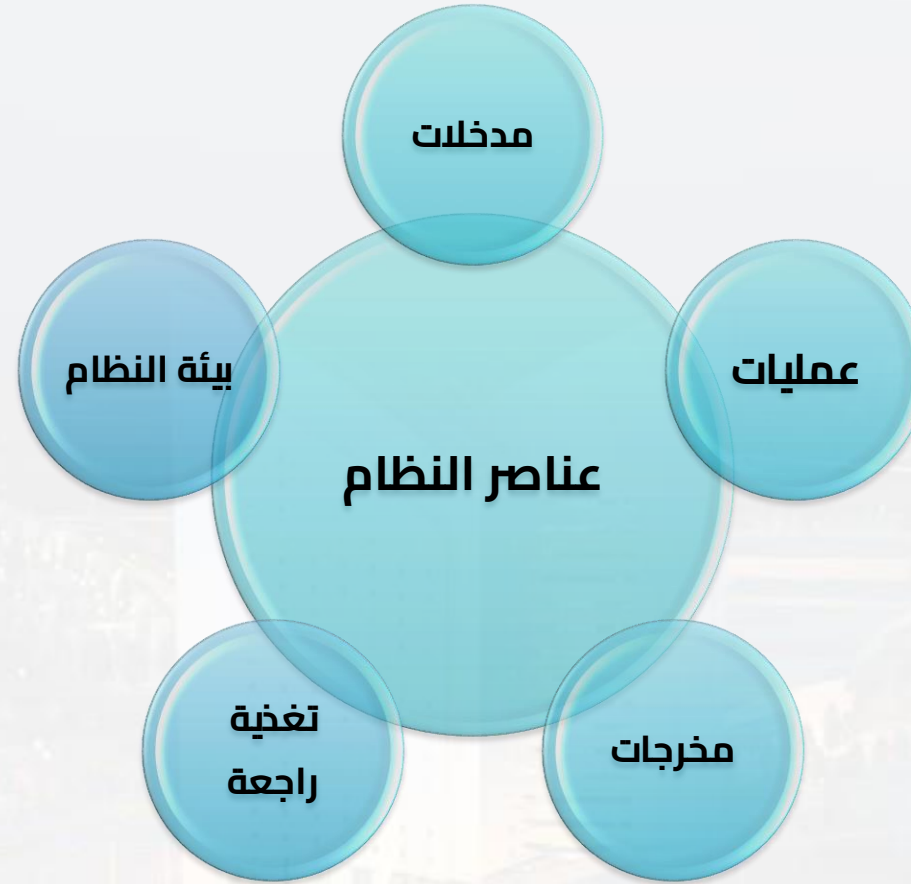 مدخلات
عمليات
بيئة النظام
عناصر النظام
مخرجات
تغذية
راجعة